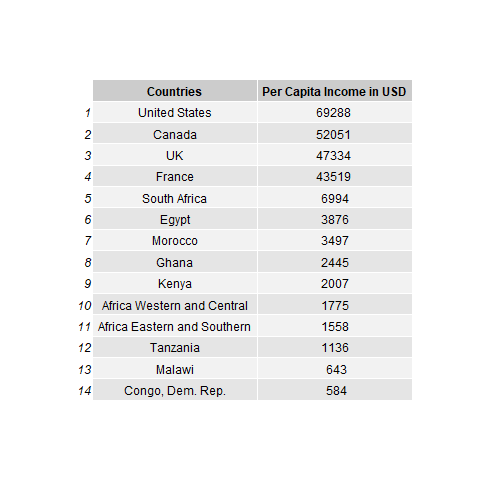 Countries Per Capita Income in USD
1 United States 69288
2 Canada 52051
3 UK 47334
4 France 43519
5 South Africa 6994
6 Egypt 3876
7 Morocco 3497
8 Ghana 2445
9 Kenya 2007
10 Africa Western and Central 1775
11 Africa Eastern and Southern 1558
12 Tanzania 1136
13 Malawi 643
14 Congo, Dem. Rep. 584